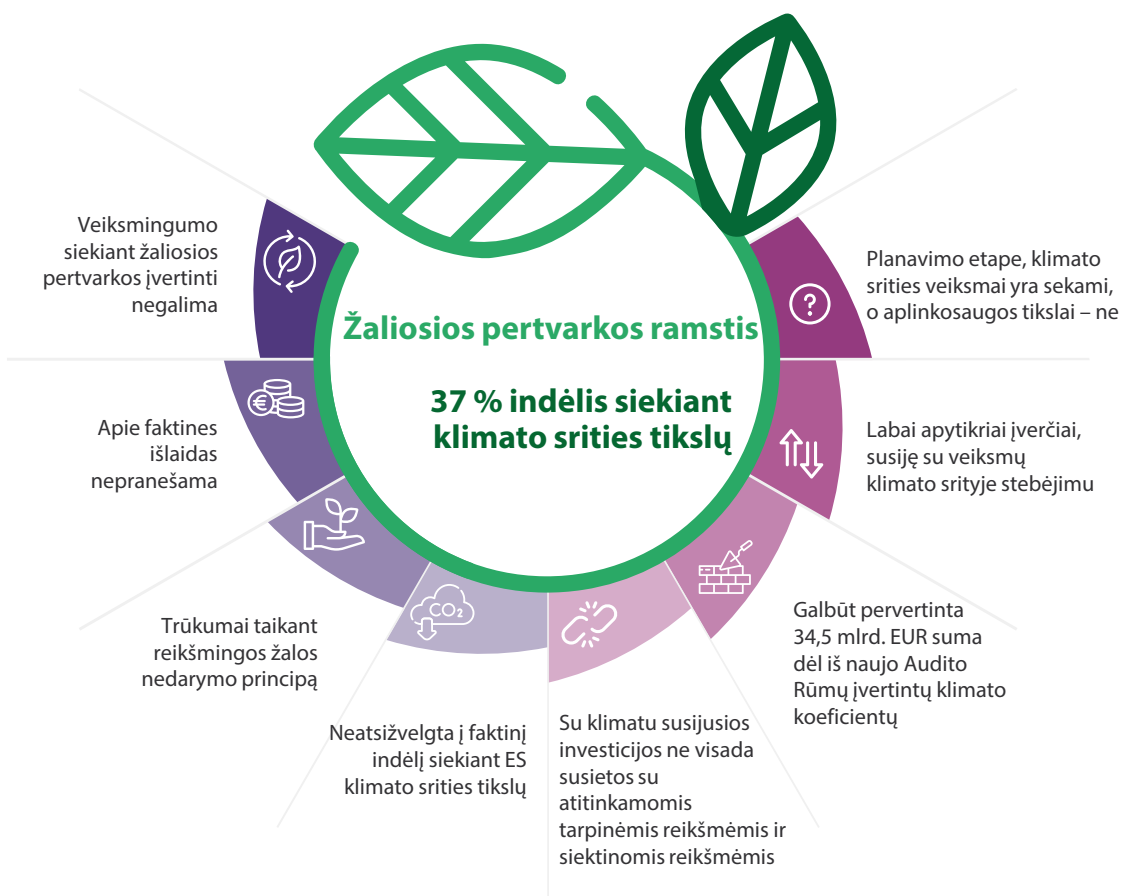 Žaliosios pertvarkos ramstis
37 % indėlis siekiant
klimato srities tikslų
Planavimo etape, klimato
srities veiksmai yra sekami,
o aplinkosaugos tikslai – ne
?
Labai apytikriai įverčiai,
susiję su veiksmų
klimato srityje stebėjimu
Galbūt pervertinta
34,5 mlrd. EUR suma
dėl iš naujo Audito
Rūmų įvertintų klimato
koeficientų
Su klimatu susijusios
investicijos ne visada
susietos su
atitinkamomis
tarpinėmis reikšmėmis ir
siektinomis reikšmėmis
CO2
Neatsižvelgta į faktinį
indėlį siekiant ES
klimato srities tikslų
Trūkumai taikant
reikšmingos žalos
nedarymo principą
€
Apie faktines
išlaidas
nepranešama
Veiksmingumo
siekiant žaliosios
pertvarkos įvertinti
negalima